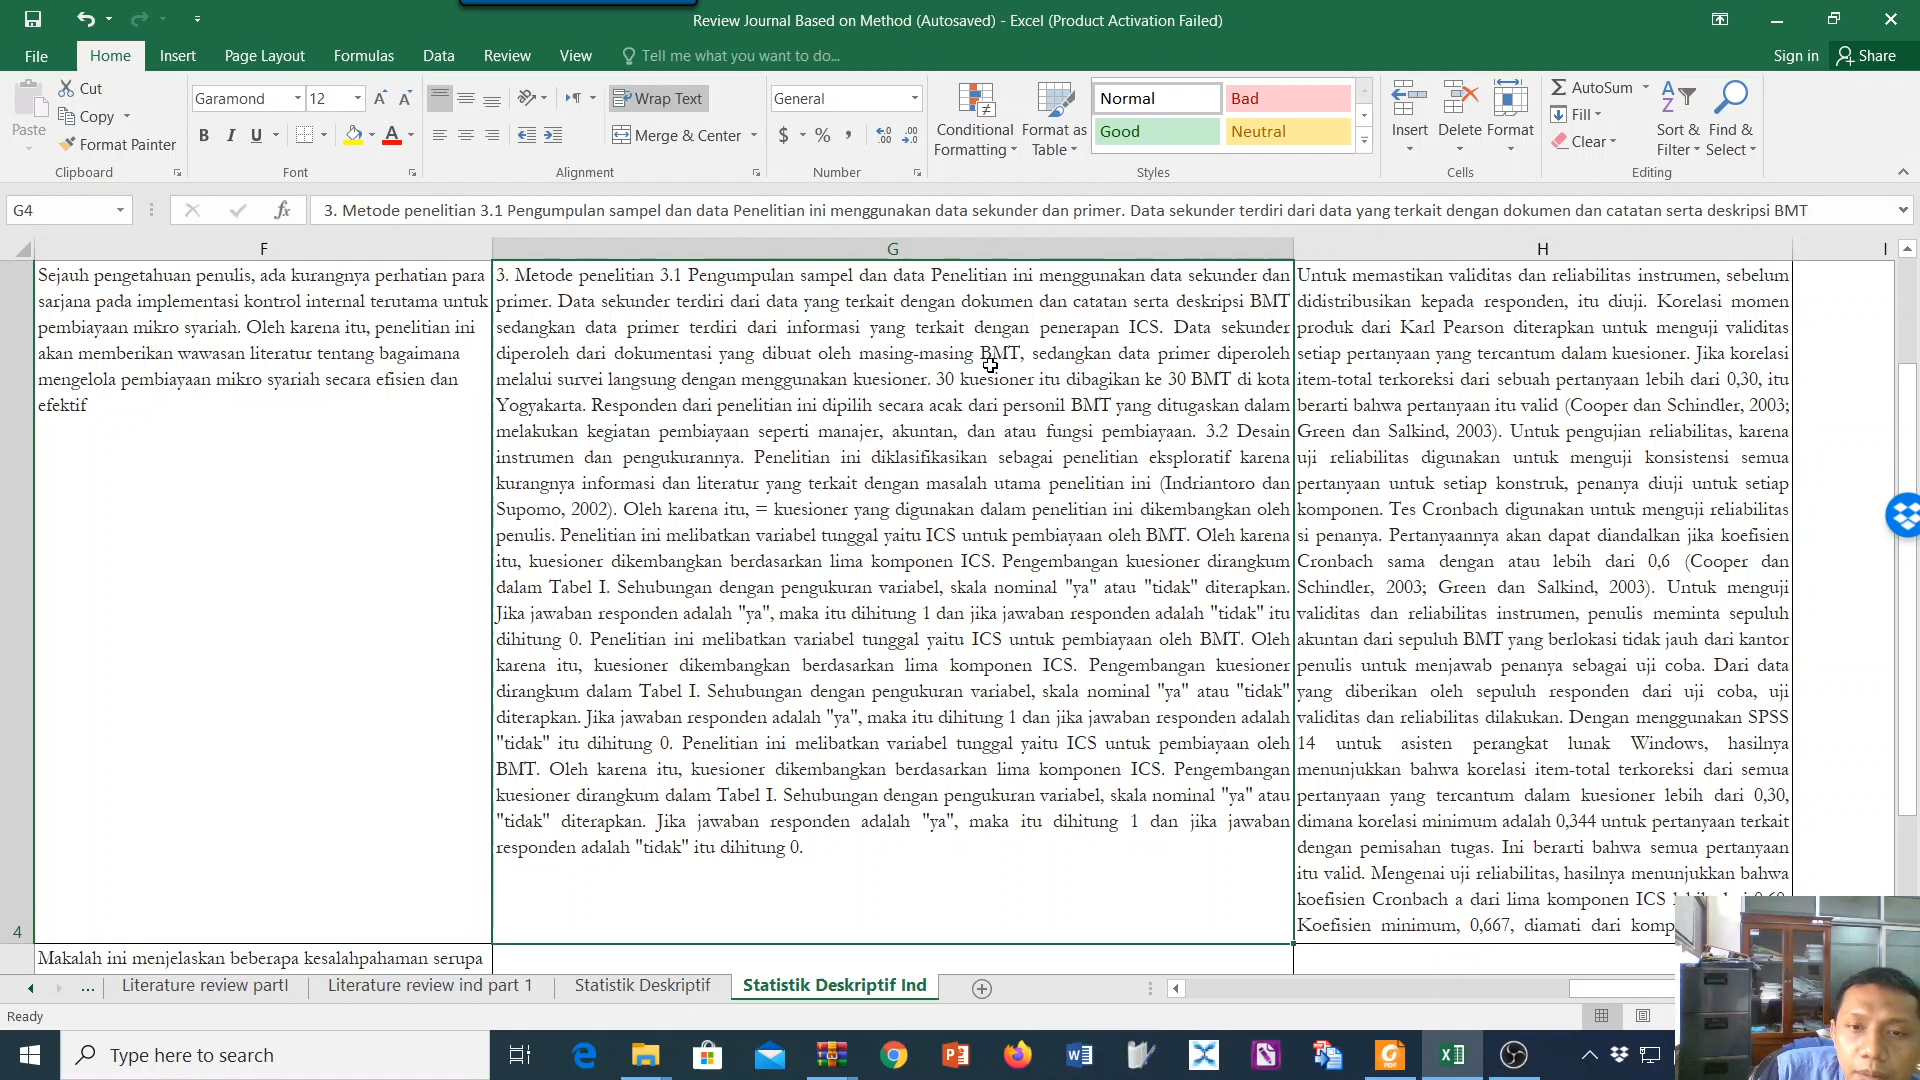 Review Journal Based on Method (Autosaved) - Excel (Product Activation Failed)
File Home Insert Page Layout Formulas Data Review View Tell me what you want to do... Sign in Share
Paste Cut Copy Format Painter Clipboard
Garamond 12 B I U A Font
Wrap Text Merge & Center Alignment
General $ % , Number
Conditional Formatting Format as Table Normal Bad Good Neutral Styles
Insert Delete Format Cells
AutoSum Fill Clear Sort & Filter Find & Select Editing
G4 fx 3. Metode penelitian 3.1 Pengumpulan sampel dan data Penelitian ini menggunakan data sekunder dan primer. Data sekunder terdiri dari data yang terkait dengan dokumen dan catatan serta deskripsi BMT
F G H I
Sejauh pengetahuan penulis, ada kurangnya perhatian para
sarjana pada implementasi kontrol internal terutama untuk
pembiayaan mikro syariah. Oleh karena itu, penelitian ini
akan memberikan wawasan literatur tentang bagaimana
mengelola pembiayaan mikro syariah secara efisien dan
efektif
3. Metode penelitian 3.1 Pengumpulan sampel dan data Penelitian ini menggunakan data sekunder dan
primer. Data sekunder terdiri dari data yang terkait dengan dokumen dan catatan serta deskripsi BMT
sedangkan data primer terdiri dari informasi yang terkait dengan penerapan ICS. Data sekunder
diperoleh dari dokumentasi yang dibuat oleh masing-masing BMT, sedangkan data primer diperoleh
melalui survei langsung dengan menggunakan kuesioner. 30 kuesioner itu dibagikan ke 30 BMT di kota
Yogyakarta. Responden dari penelitian ini dipilih secara acak dari personil BMT yang ditugaskan dalam
melakukan kegiatan pembiayaan seperti manajer, akuntan, dan atau fungsi pembiayaan. 3.2 Desain
instrumen dan pengukurannya. Penelitian ini diklasifikasikan sebagai penelitian eksploratif karena
kurangnya informasi dan literatur yang terkait dengan masalah utama penelitian ini (Indriantoro dan
Supomo, 2002). Oleh karena itu, = kuesioner yang digunakan dalam penelitian ini dikembangkan oleh
penulis. Penelitian ini melibatkan variabel tunggal yaitu ICS untuk pembiayaan oleh BMT. Oleh karena
itu, kuesioner dikembangkan berdasarkan lima komponen ICS. Pengembangan kuesioner dirangkum
dalam Tabel I. Sehubungan dengan pengukuran variabel, skala nominal "ya" atau "tidak" diterapkan.
Jika jawaban responden adalah "ya", maka itu dihitung 1 dan jika jawaban responden adalah "tidak" itu
dihitung 0. Penelitian ini melibatkan variabel tunggal yaitu ICS untuk pembiayaan oleh BMT. Oleh
karena itu, kuesioner dikembangkan berdasarkan lima komponen ICS. Pengembangan kuesioner
dirangkum dalam Tabel I. Sehubungan dengan pengukuran variabel, skala nominal "ya" atau "tidak"
diterapkan. Jika jawaban responden adalah "ya", maka itu dihitung 1 dan jika jawaban responden adalah
"tidak" itu dihitung 0. Penelitian ini melibatkan variabel tunggal yaitu ICS untuk pembiayaan oleh
BMT. Oleh karena itu, kuesioner dikembangkan berdasarkan lima komponen ICS. Pengembangan
kuesioner dirangkum dalam Tabel I. Sehubungan dengan pengukuran variabel, skala nominal "ya" atau
"tidak" diterapkan. Jika jawaban responden adalah "ya", maka itu dihitung 1 dan jika jawaban
responden adalah "tidak" itu dihitung 0.
Untuk memastikan validitas dan reliabilitas instrumen, sebelum
didistribusikan kepada responden, itu diuji. Korelasi momen
produk dari Karl Pearson diterapkan untuk menguji validitas
setiap pertanyaan yang tercantum dalam kuesioner. Jika korelasi
item-total terkoreksi dari sebuah pertanyaan lebih dari 0,30, itu
berarti bahwa pertanyaan itu valid (Cooper dan Schindler, 2003;
Green dan Salkind, 2003). Untuk pengujian reliabilitas, karena
uji reliabilitas digunakan untuk menguji konsistensi semua
pertanyaan untuk setiap konstruk, penanya diuji untuk setiap
komponen. Tes Cronbach digunakan untuk menguji reliabilitas
si penanya. Pertanyaannya akan dapat diandalkan jika koefisien
Cronbach sama dengan atau lebih dari 0,6 (Cooper dan
Schindler, 2003; Green dan Salkind, 2003). Untuk menguji
validitas dan reliabilitas instrumen, penulis meminta sepuluh
akuntan dari sepuluh BMT yang berlokasi tidak jauh dari kantor
penulis untuk menjawab penanya sebagai uji coba. Dari data
yang diberikan oleh sepuluh responden dari uji coba, uji
validitas dan reliabilitas dilakukan. Dengan menggunakan SPSS
14 untuk asisten perangkat lunak Windows, hasilnya
menunjukkan bahwa korelasi item-total terkoreksi dari semua
pertanyaan yang tercantum dalam kuesioner lebih dari 0,30,
dimana korelasi minimum adalah 0,344 untuk pertanyaan terkait
dengan pemisahan tugas. Ini berarti bahwa semua pertanyaan
itu valid. Mengenai uji reliabilitas, hasilnya menunjukkan bahwa
koefisien Cronbach a dari lima komponen ICS
Koefisien minimum, 0,667, diamati dari
4
Makalah ini menjelaskan beberapa kesalahpahaman serupa
... Literature review partI Literature review ind part 1 Statistik Deskriptif Statistik Deskriptif Ind
Ready
Type here to search